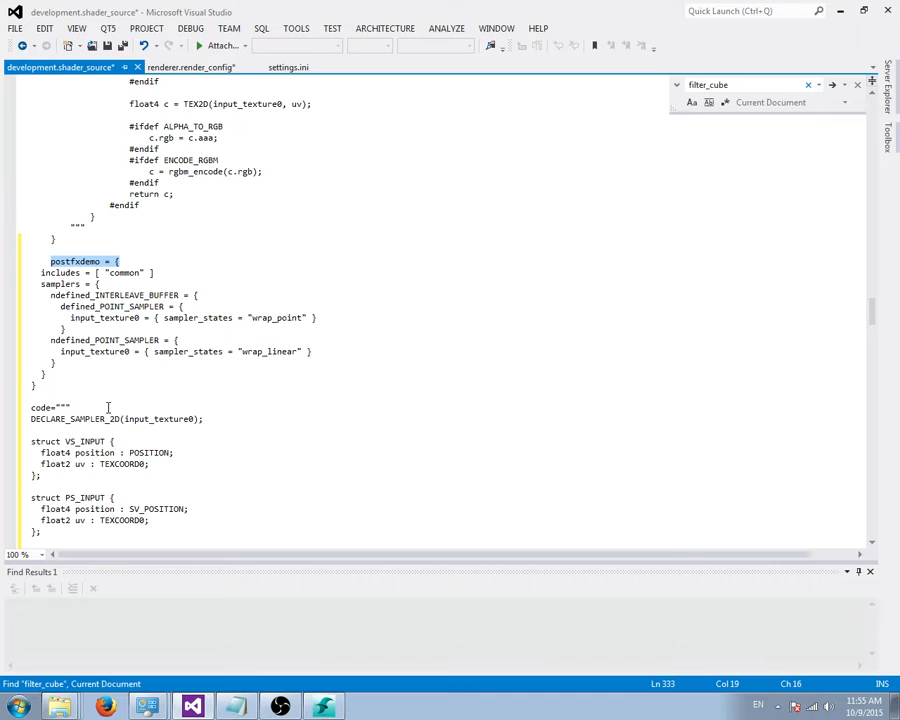 development.shader_source* - Microsoft Visual Studio
Quick Launch (Ctrl+Q)
FILE EDIT VIEW QT5 PROJECT DEBUG TEAM SQL TOOLS TEST ARCHITECTURE ANALYZE WINDOW HELP
Attach...
development.shader_source* renderer.render_config* settings.ini
filter_cube
Aa Current Document
Server Explorer
Toolbox
#endif
float4 c = TEX2D(input_texture0, uv);
#ifdef ALPHA_TO_RGB
c.rgb = c.aaa;
#endif
#ifdef ENCODE_RGBM
c = rgbm_encode(c.rgb);
#endif
return c;
#endif
}
"""
}
postfxdemo = {
includes = [ "common" ]
samplers = {
ndefined_INTERLEAVE_BUFFER = {
defined_POINT_SAMPLER = {
input_texture0 = { sampler_states = "wrap_point" }
}
ndefined_POINT_SAMPLER = {
input_texture0 = { sampler_states = "wrap_linear" }
}
}
}
code="""
DECLARE_SAMPLER_2D(input_texture0);
struct VS_INPUT {
float4 position : POSITION;
float2 uv : TEXCOORD0;
};
struct PS_INPUT {
float4 position : SV_POSITION;
float2 uv : TEXCOORD0;
};
100 %
Find Results 1
Find "filter_cube", Current Document Ln 333 Col 19 Ch 16 INS
EN 11:55 AM
10/9/2015